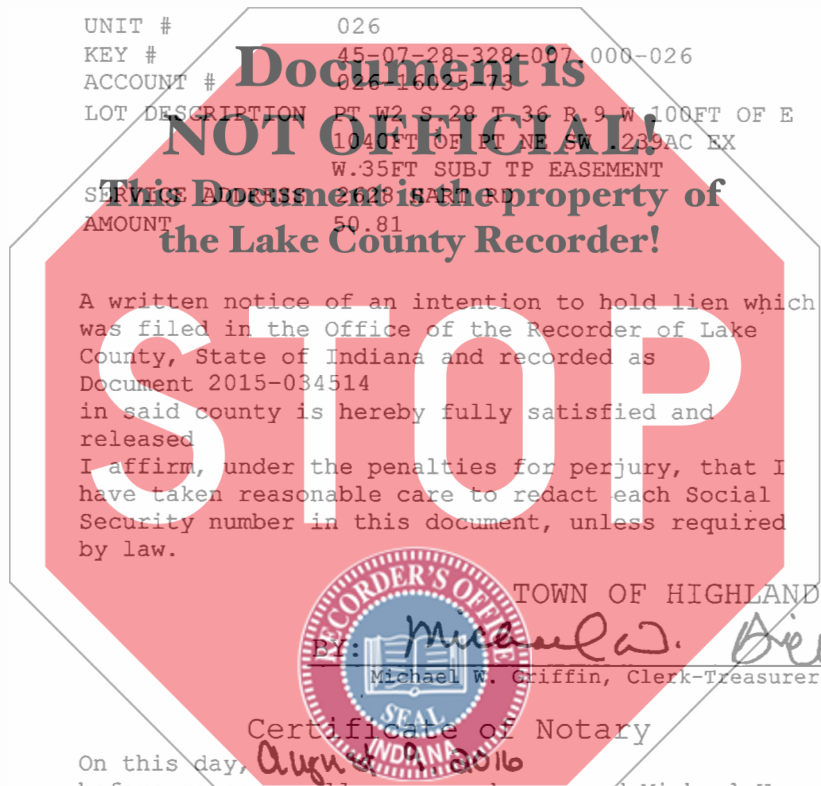 UNIT # 026
KEY # 45-07-28-328-007.000-026
ACCOUNT # 026-16025-73
LOT DESCRIPTION PT W2 S.28 T.36 R.9 W.100FT OF E
1040FT OF PT NE SW .239AC EX
W.35FT SUBJ TP EASEMENT
SERVICE ADDRESS 2628 HART RD
AMOUNT 50.81
Document is
NOT OFFICIAL!
This Document is the property of
the Lake County Recorder!
A written notice of an intention to hold lien which
was filed in the Office of the Recorder of Lake
County, State of Indiana and recorded as
Document 2015-034514
in said county is hereby fully satisfied and
released
I affirm, under the penalties for perjury, that I
have taken reasonable care to redact each Social
Security number in this document, unless required
by law.
STOP
TOWN OF HIGHLAND
BY: Michael W.
Michael W. Griffin, Clerk-Treasurer
RECORDER'S OFFICE
SEAL
INDIANA
Certificate of Notary
On this day, August 9, 2016